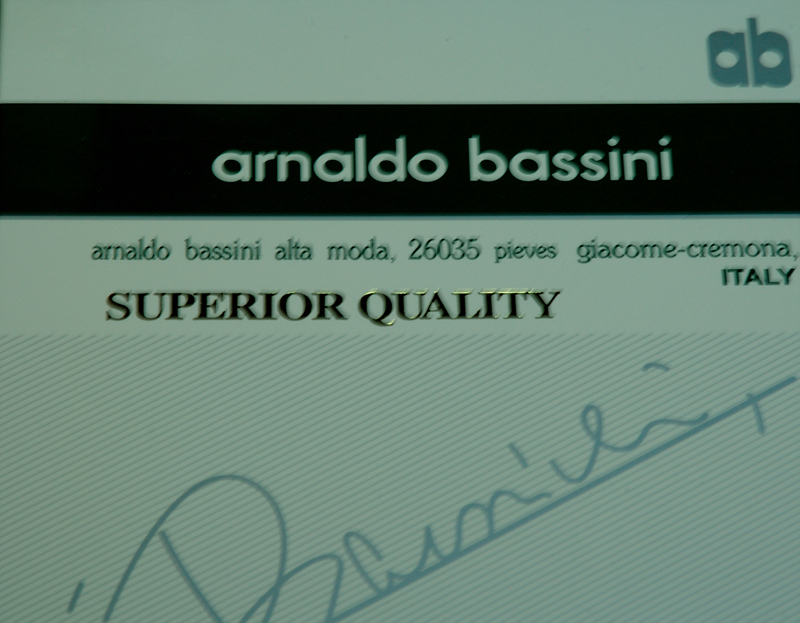 ab
arnaldo bassini
arnaldo bassini alta moda, 26035 pieves giacome-cremona,
ITALY
SUPERIOR QUALITY